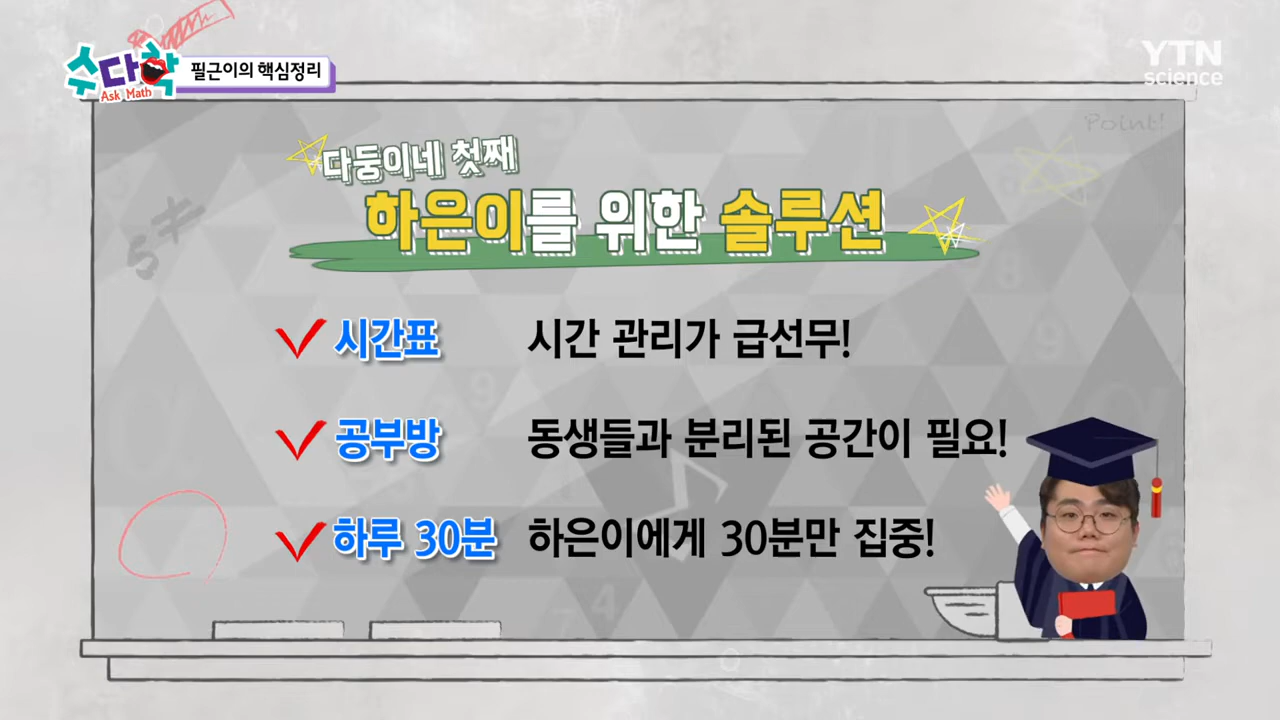 수다학
Ask Math
필근이의 핵심정리
YTN
science
Point!
다둥이네 첫째
하은이를 위한 솔루션
시간표 시간 관리가 급선무!
공부방 동생들과 분리된 공간이 필요!
하루 30분 하은이에게 30분만 집중!